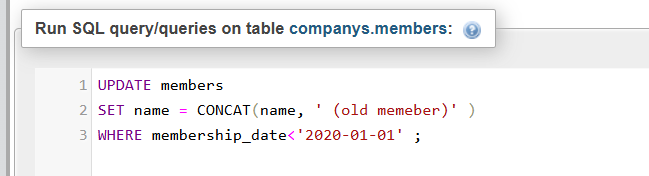 Run SQL query/queries on table companys.members:
1 UPDATE members
2 SET name = CONCAT(name, ' (old memeber)' )
3 WHERE membership_date<'2020-01-01' ;